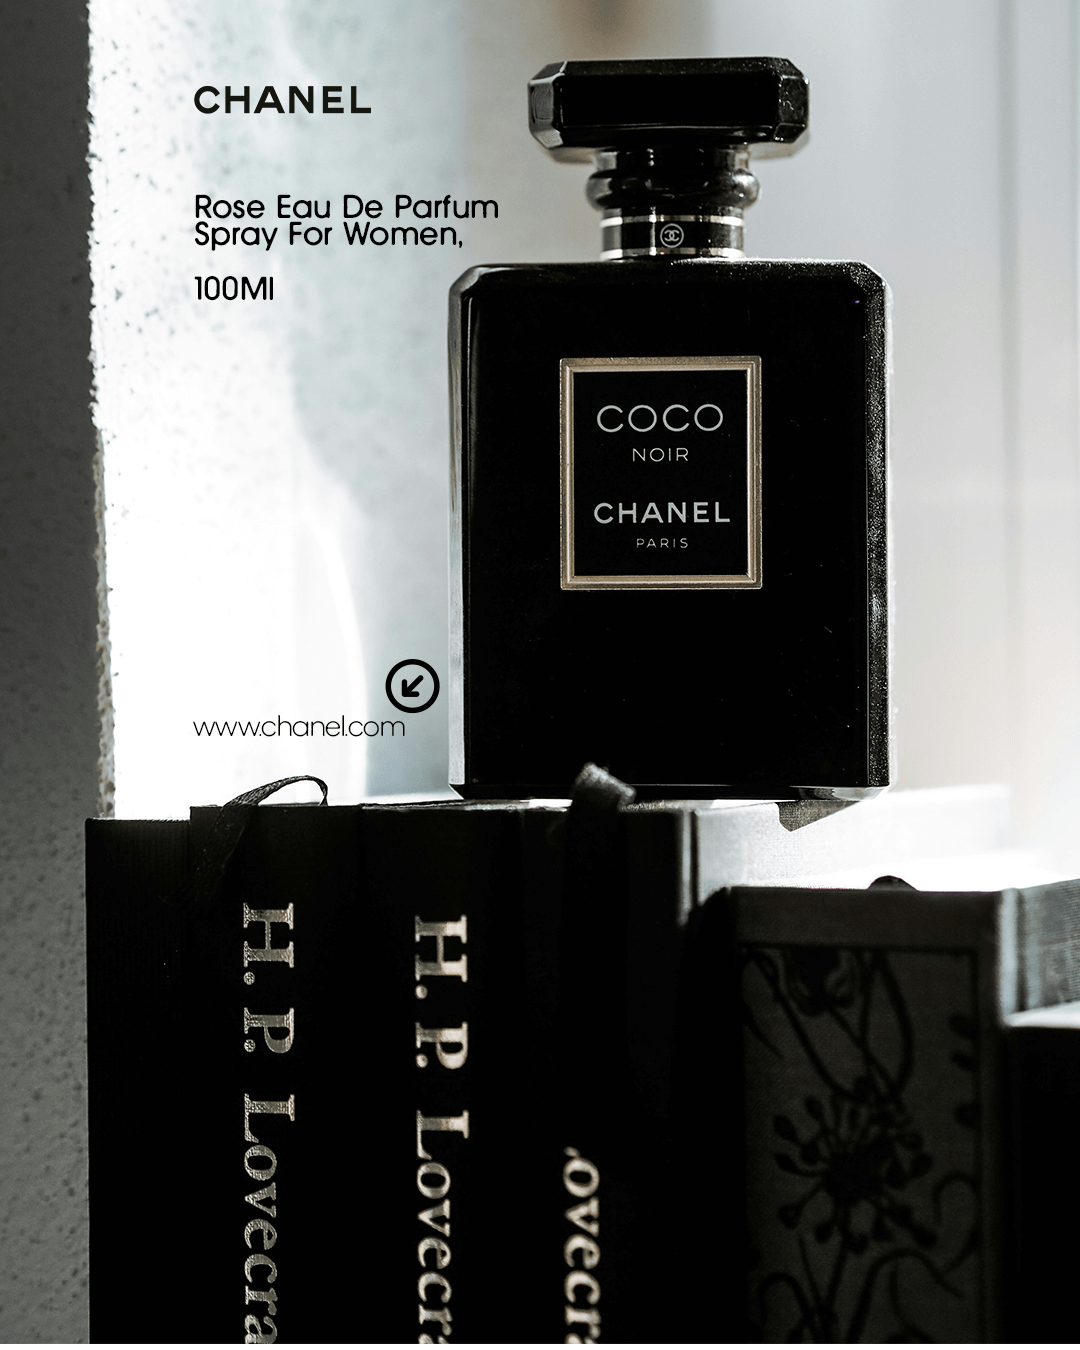 CHANEL
Rose Eau De Parfum
Spray For Women,
100Ml
COCO
NOIR
CHANEL
PARIS
www.chanel.com
H. P. Lovecra
H. P. Lovecra
ovecra